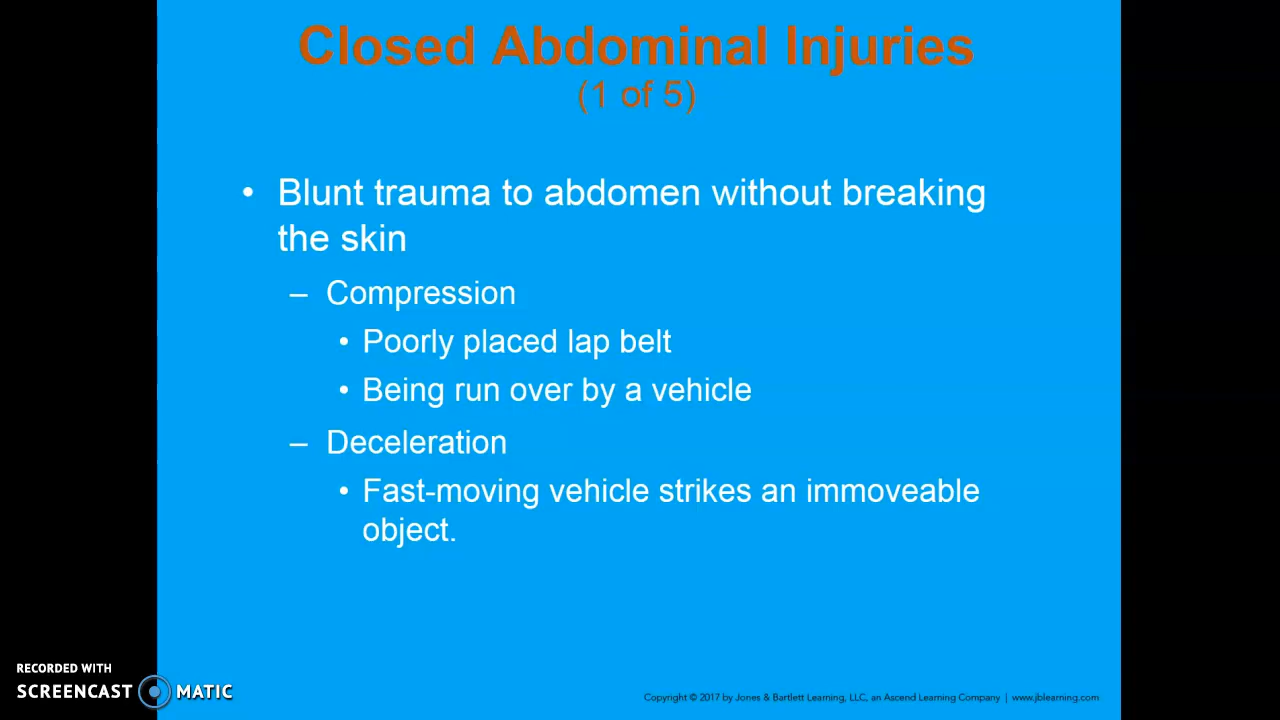 Closed Abdominal Injuries
(1 of 5)
• Blunt trauma to abdomen without breaking
the skin
– Compression
• Poorly placed lap belt
• Being run over by a vehicle
– Deceleration
• Fast-moving vehicle strikes an immoveable
object.
RECORDED WITH
SCREENCAST MATIC
Copyright © 2017 by Jones & Bartlett Learning, LLC, an Ascend Learning Company | www.jblearning.com